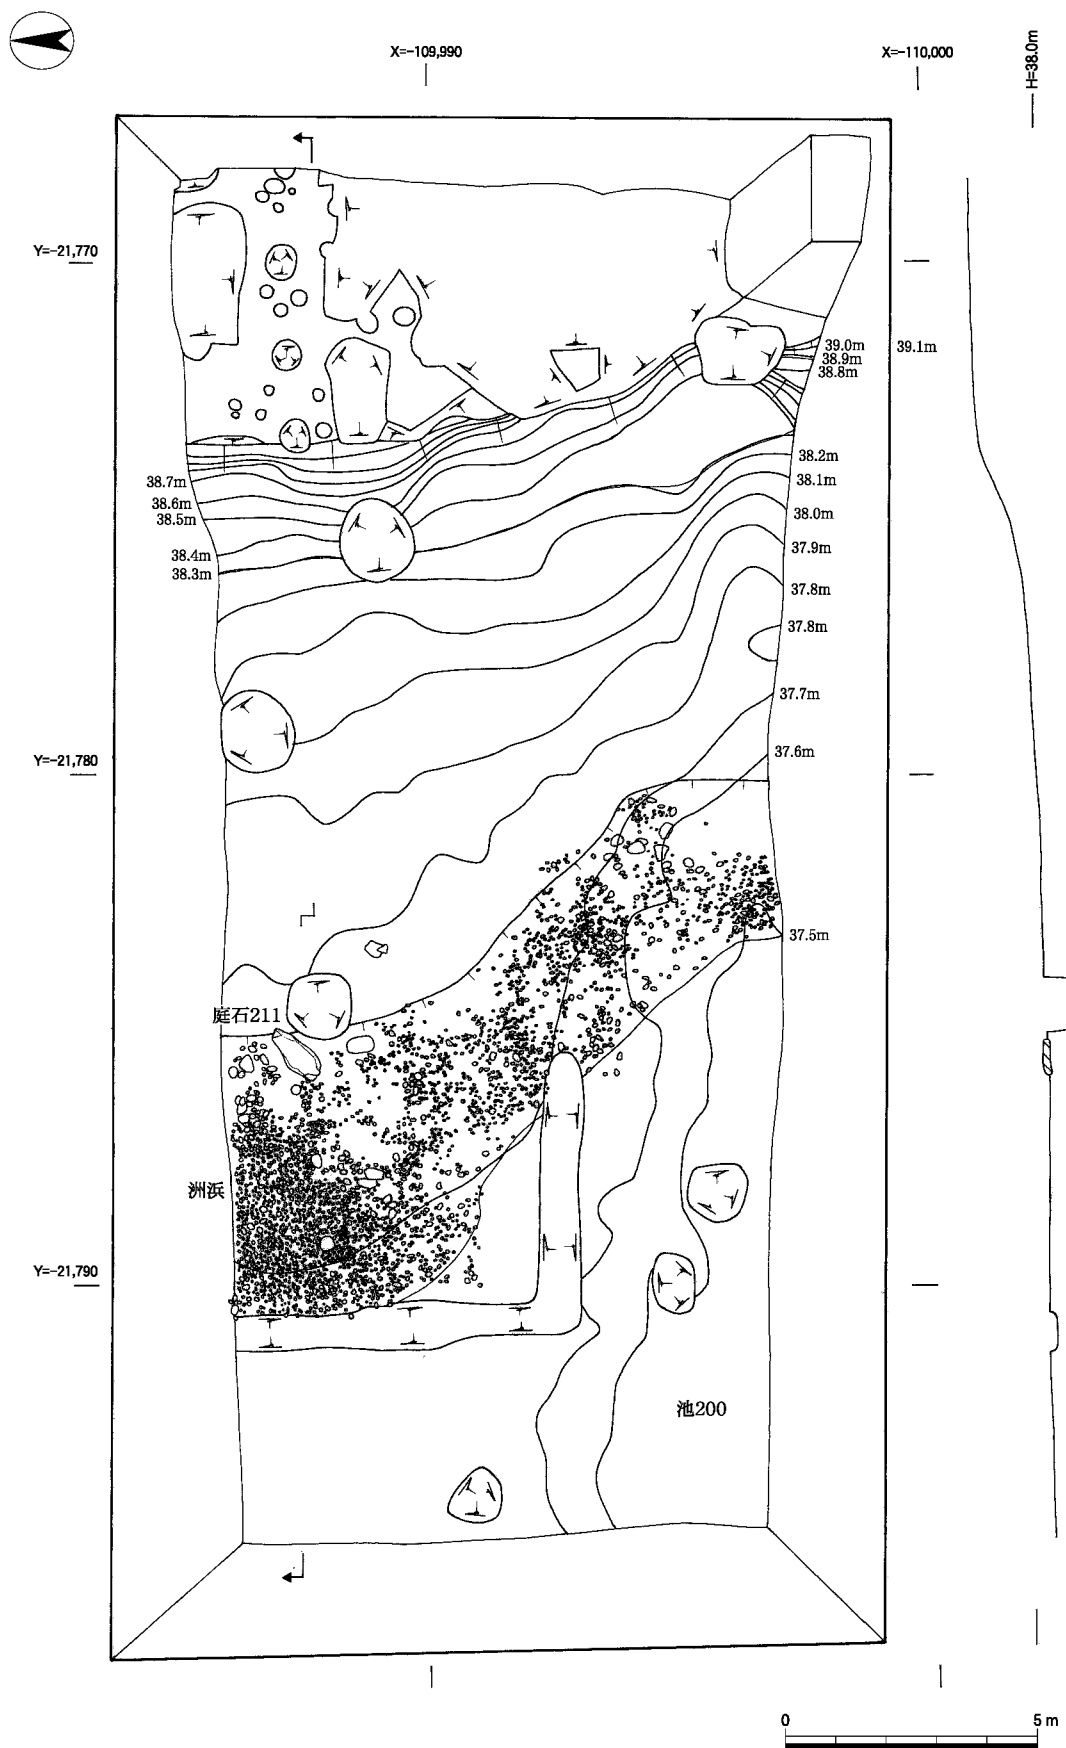 X=-109,990
X=-110,000
H=38.0m
Y=-21,770
39.0m
38.9m
38.8m
39.1m
38.7m
38.6m
38.5m
38.4m
38.3m
38.2m
38.1m
38.0m
37.9m
37.8m
37.8m
37.7m
37.6m
Y=-21,780
37.5m
庭石211
洲浜
Y=-21,790
池200
0
5 m